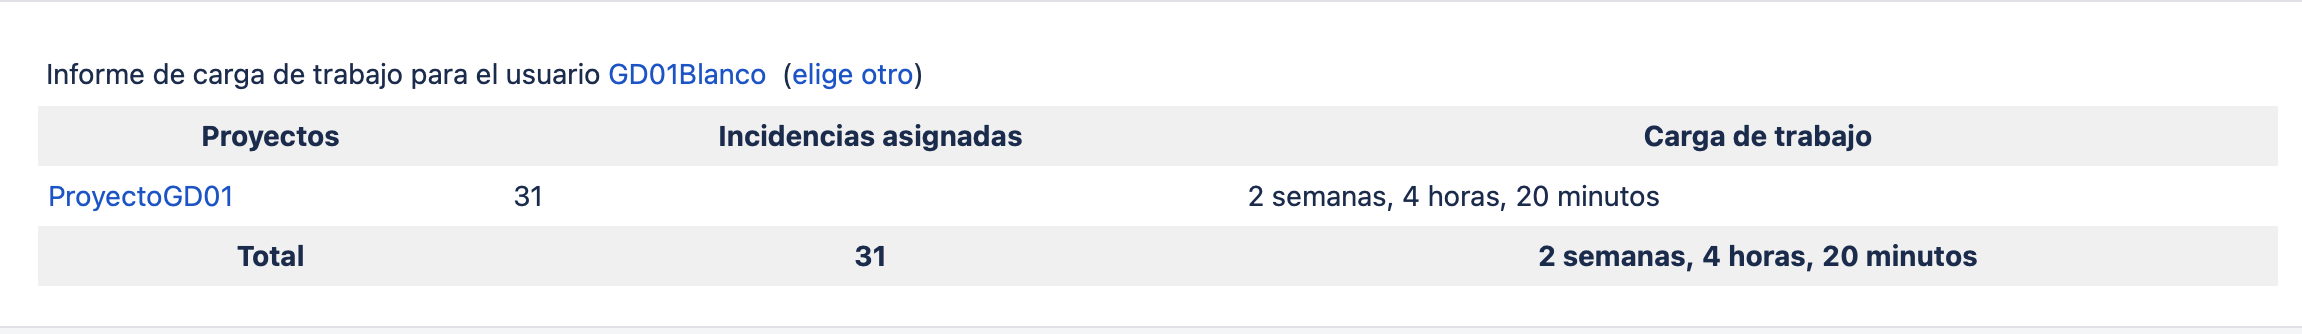 Informe de carga de trabajo para el usuario GD01Blanco (elige otro)
Proyectos Incidencias asignadas Carga de trabajo
ProyectoGD01 31 2 semanas, 4 horas, 20 minutos
Total 31 2 semanas, 4 horas, 20 minutos